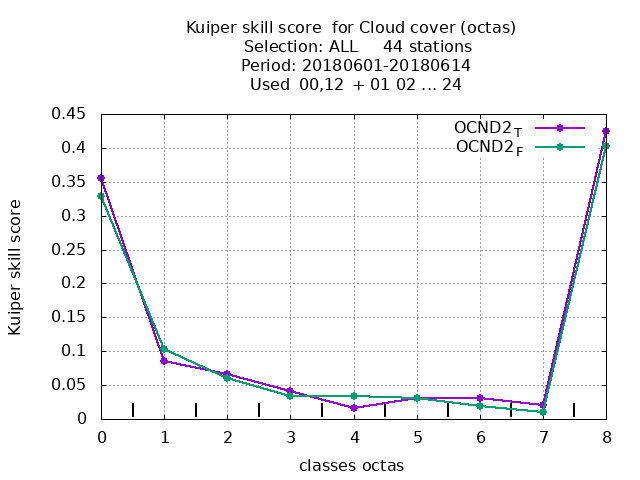 Kuiper skill score  for Cloud cover (octas)
Selection: ALL     44 stations
Period: 20180601-20180614
Used  00,12  + 01 02 ... 24
OCND2 T
OCND2 F
0.45
0.4
0.35
0.3
0.25
0.2
0.15
0.1
0.05
0
Kuiper skill score
0 1 2 3 4 5 6 7 8
classes octas